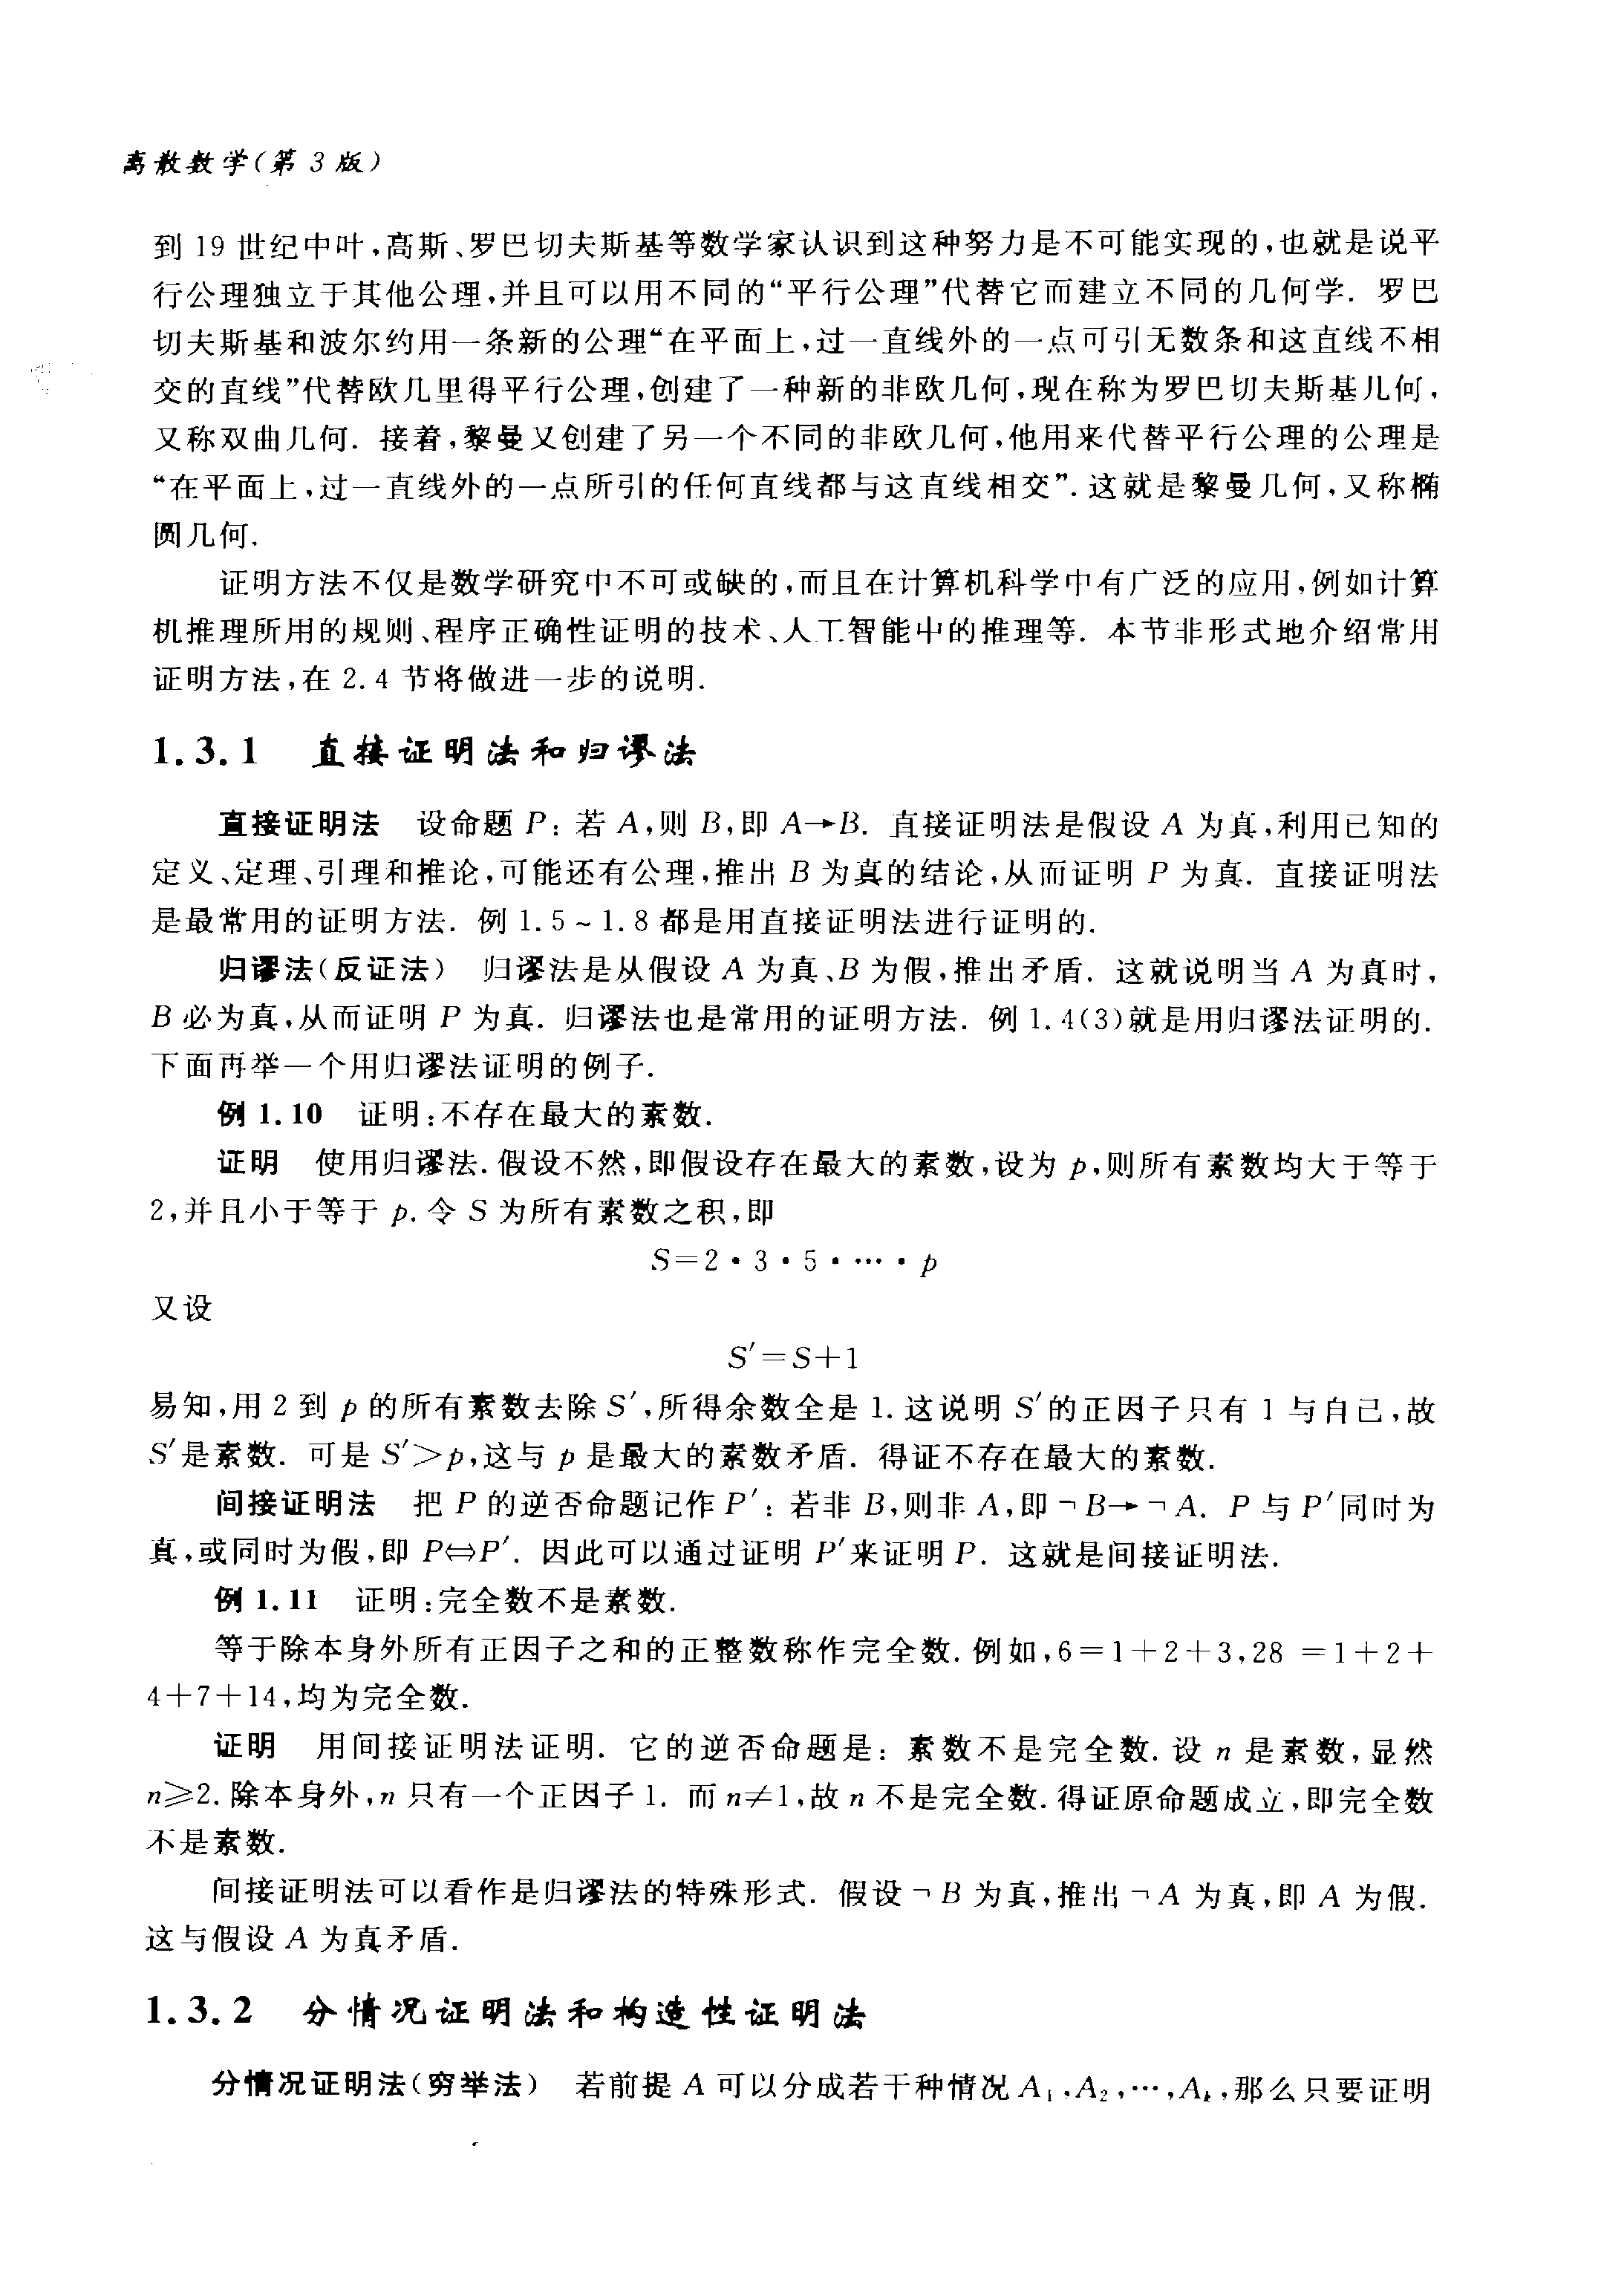 离散数学(第 3 版)
到 19 世纪中叶,高斯、罗巴切夫斯基等数学家认识到这种努力是不可能实现的,也就是说平
行公理独立于其他公理,并且可以用不同的“平行公理”代替它而建立不同的几何学. 罗巴
切夫斯基和波尔约用一条新的公理“在平面上,过一直线外的一点可引无数条和这直线不相
交的直线”代替欧几里得平行公理,创建了一种新的非欧几何,现在称为罗巴切夫斯基几何,
又称双曲几何. 接着,黎曼又创建了另一个不同的非欧几何,他用来代替平行公理的公理是
“在平面上,过一直线外的一点所引的任何直线都与这直线相交”. 这就是黎曼几何,又称椭
圆几何.
证明方法不仅是数学研究中不可或缺的,而且在计算机科学中有广泛的应用,例如计算
机推理所用的规则、程序正确性证明的技术、人工智能中的推理等. 本节非形式地介绍常用
证明方法,在 2.4 节将做进一步的说明.
1.3.1 直接证明法和归谬法
直接证明法 设命题 P: 若 A,则 B,即 A→B. 直接证明法是假设 A 为真,利用已知的
定义、定理、引理和推论,可能还有公理,推出 B 为真的结论,从而证明 P 为真. 直接证明法
是最常用的证明方法. 例 1.5~1.8 都是用直接证明法进行证明的.
归谬法(反证法) 归谬法是从假设 A 为真、B 为假,推出矛盾. 这就说明当 A 为真时,
B 必为真,从而证明 P 为真. 归谬法也是常用的证明方法. 例 1.4(3)就是用归谬法证明的.
下面再举一个用归谬法证明的例子.
例 1.10 证明:不存在最大的素数.
证明 使用归谬法. 假设不然,即假设存在最大的素数,设为 p,则所有素数均大于等于
2,并且小于等于 p. 令 S 为所有素数之积,即
S=2·3·5·…·p
又设
S′=S+1
易知,用 2 到 p 的所有素数去除 S′,所得余数全是 1. 这说明 S′的正因子只有 1 与自己,故
S′是素数. 可是 S′>p,这与 p 是最大的素数矛盾. 得证不存在最大的素数.
间接证明法 把 P 的逆否命题记作 P′: 若非 B,则非 A,即 ¬B→¬A. P 与 P′同时为
真,或同时为假,即 P⇔P′. 因此可以通过证明 P′来证明 P. 这就是间接证明法.
例 1.11 证明:完全数不是素数.
等于除本身外所有正因子之和的正整数称作完全数. 例如,6=1+2+3,28 =1+2+
4+7+14,均为完全数.
证明 用间接证明法证明. 它的逆否命题是: 素数不是完全数. 设 n 是素数,显然
n≥2. 除本身外,n 只有一个正因子 1. 而 n≠1,故 n 不是完全数. 得证原命题成立,即完全数
不是素数.
间接证明法可以看作是归谬法的特殊形式. 假设 ¬B 为真,推出 ¬A 为真,即 A 为假.
这与假设 A 为真矛盾.
1.3.2 分情况证明法和构造性证明法
分情况证明法(穷举法) 若前提 A 可以分成若干种情况 A₁,A₂,…,Aₖ,那么只要证明